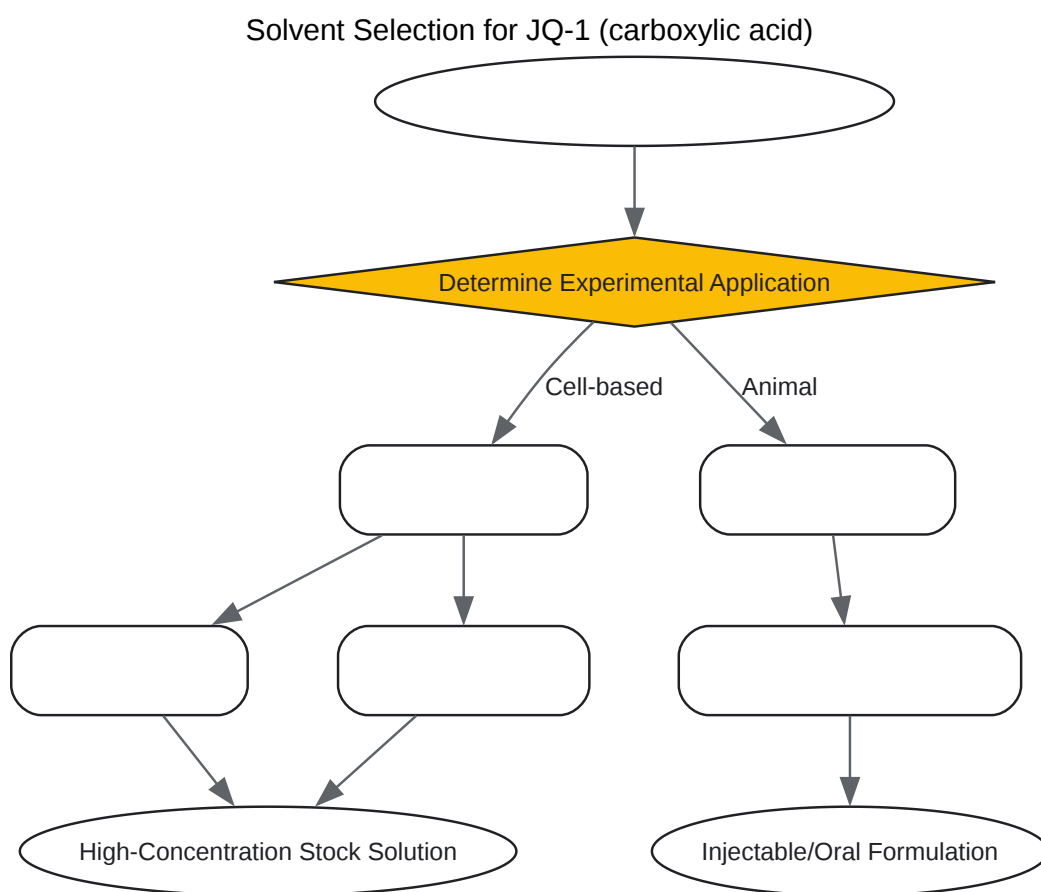 Solvent Selection for JQ-1 (carboxylic acid)
Determine Experimental Application
Cell-based
Animal
High-Concentration Stock Solution
Injectable/Oral Formulation